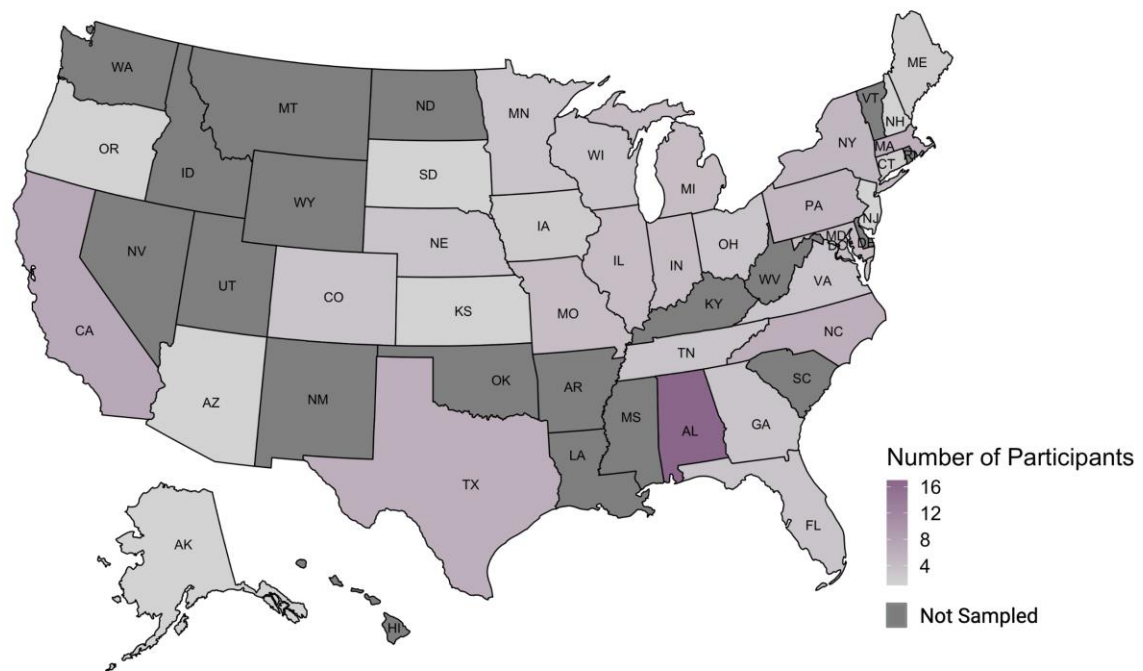 ME
WA
VT
MT
ND
MN
NH
OR
NY
MA
WI
CT
RI
ID
SD
MI
WY
PA
NJ
IA
NE
OH
MD
DE
DC
NV
IL
IN
WV
UT
VA
CO
KY
KS
MO
CA
NC
TN
OK
SC
AZ
NM
AR
MS
AL
GA
LA
Number of Participants
TX
16
12
FL
8
AK
4
Not Sampled
HI